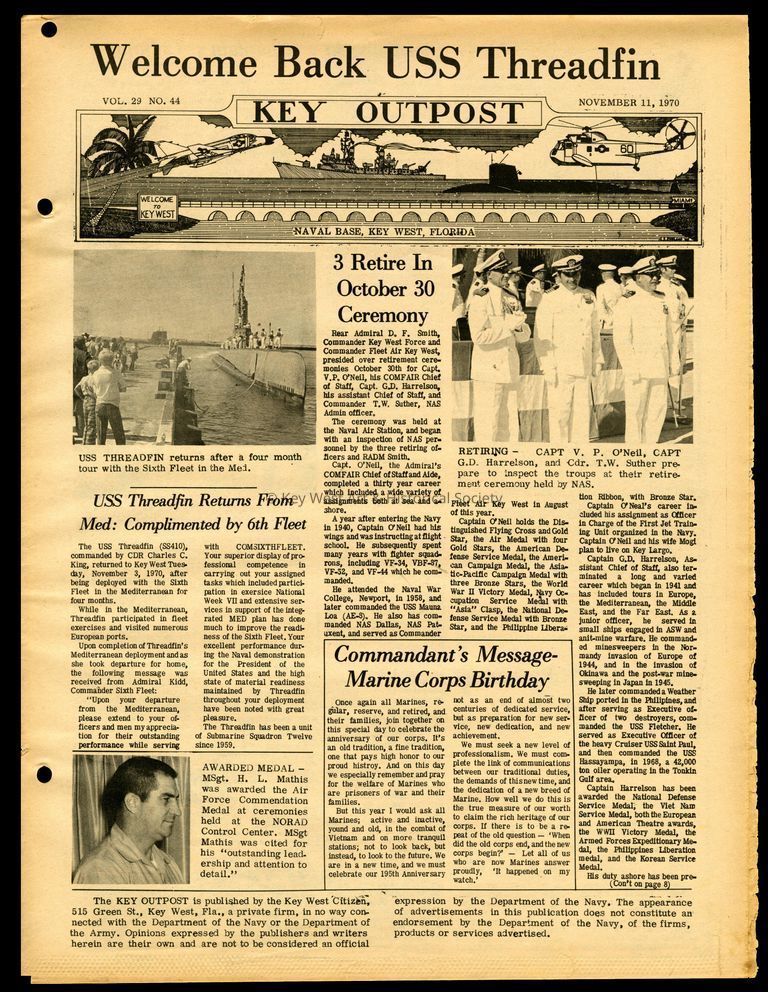 Welcome Back USS Threadfin
VOL. 29 NO. 44
KEY OUTPOST
NOVEMBER 11, 1970
60
WELCOME
TO
KEY WEST
MIAMI
NAVAL BASE, KEY WEST, FLORIDA
USS THREADFIN returns after a four month
tour with the Sixth Fleet in the Med.
USS Threadfin Returns From
Med: Complimented by 6th Fleet
The USS Threadfin (SS410),
commanded by CDR Charles C.
King, returned to Key West Tues-
day, November 3, 1970, after
being deployed with the Sixth
Fleet in the Mediterranean for
four months.
While in the Mediterranean,
Threadfin participated in fleet
exercises and visited numerous
European ports.
Upon completion of Threadfin's
Mediterranean deployment and as
she took departure for home,
the following message was
received from Admiral Kidd,
Commander Sixth Fleet:
"Upon your departure
from the Mediterranean,
please extend to your of-
ficers and men my apprecia-
tion for their outstanding
performance while serving
with COMSIXTHFLEET.
Your superior display of pro-
fessional competence in
carrying out your assigned
tasks which included partici-
pation in exersice National
Week VII and extensive ser-
vices in support of the integ-
rated MED plan has done
much to improve the readi-
ness of the Sixth Fleet. Your
excellent performance dur-
ing the Naval demonstration
for the President of the
United States and the high
state of material readiness
maintained by Threadfin
throughout your deployment
have been noted with great
pleasure.
The Threadfin has been a unit
of Submarine Squadron Twelve
since 1959.
AWARDED MEDAL -
MSgt. H. L. Mathis
was awarded the Air
Force Commendation
Medal at ceremonies
held at the NORAD
Control Center. MSgt
Mathis was cited for
his "outstanding lead-
ership and attention to
detail."
3 Retire In
October 30
Ceremony
Rear Admiral D. F. Smith,
Commander Key West Force and
Commander Fleet Air Key West,
presided over retirement cere-
monies October 30th for Capt.
V.P. O'Neil, his COMFAIR Chief
of Staff, Capt. G.D. Harrelson,
his assistant Chief of Staff, and
Commander T.W. Suther, NAS
Admin officer.
The ceremony was held at
the Naval Air Station, and began
with an inspection of NAS per-
sonnel by the three retiring of-
ficers and RADM Smith.
Capt. O'Neil, the Admiral's
COMFAIR Chief of Staff and Aide,
completed a thirty year career
which included a wide variety of
assignments both at sea and on
shore.
A year after entering the Navy
in 1940, Captain O'Neil had his
wings and was instructing at flight
school. He subsequently spent
many years with fighter squad-
rons, including VF-34, VBF-87,
VF-52, and VF-44 which he com-
manded.
He attended the Naval War
College, Newport, in 1958, and
later commanded the USS Mauna
Loa (AE-8). He also has com-
manded NAS Dallas, NAS Pat-
uxent, and served as Commander
RETIRING - CAPT V. P. O'Neil, CAPT
G.D. Harrelson, and Cdr. T.W. Suther pre-
pare to inspect the troops at their retire-
ment ceremony held by NAS.
Fleet Air Key West in August
of this year.
Captain O'Neil holds the Dis-
tinguished Flying Cross and Gold
Star, the Air Medal with four
Gold Stars, the American De-
fense Service Medal, the Ameri-
can Campaign Medal, the Asia-
tic-Pacific Campaign Medal with
three Bronze Stars, the World
War II Victory Medal, Navy Oc-
cupation Service Medal with
"Asia" Clasp, the National De-
fense Service Medal with Bronze
Star, and the Philippine Libera-
tion Ribbon, with Bronze Star.
Captain O'Neal's career in-
cluded his assignment as Officer
in Charge of the First Jet Train-
ing Unit organized in the Navy.
Captain O'Neil and his wife Mogi
plan to live on Key Largo.
Captain G.D. Harrelson, As-
sistant Chief of Staff, also ter-
minated a long and varied
career which began in 1941 and
has included tours in Europe,
the Mediterranean, the Middle
East, and the Far East. As a
junior officer, he served in
small ships engaged in ASW and
anti-mine warfare. He command-
ed minesweepers in the Nor-
mandy invasion of Europe of
1944, and in the invasion of
Okinawa and the post-war mine-
sweeping in Japan in 1945.
He later commanded a Weather
Ship ported in the Philipines, and
after serving as Executive of-
ficer of two destroyers, com-
manded the USS Fletcher. He
served as Executive Officer of
the heavy Cruiser USS Saint Paul,
and then commanded the USS
Hassayampa, in 1968, a 42,000
ton oiler operating in the Tonkin
Gulf area.
Captain Harrelson has been
awarded the National Defense
Service Medal, the Viet Nam
Service Medal, both the European
and American Theatre awards,
the WWII Victory Medal, the
Armed Forces Expeditionary Me-
dal, the Philippines Liberation
medal, and the Korean Service
Medal.
His duty ashore has been pre-
(Con't on page 8)
Commandant's Message-
Marine Corps Birthday
Once again all Marines, re-
gular, reserve, and retired, and
their families, join together on
this special day to celebrate the
anniversary of our corps. It's
an old tradition, a fine tradition,
one that pays high honor to our
proud histroy. And on this day
we especially remember and pray
for the welfare of Marines who
are prisoners of war and their
families.
But this year I would ask all
Marines; active and inactive,
young and old, in the combat of
Vietnam and on more tranquil
stations; not to look back, but
instead, to look to the future. We
are in a new time, and we must
celebrate our 195th Anniversary
not as an end of almost two
centuries of dedicated service,
but as preparation for new ser-
vice, new dedication, and new
achievement.
We must seek a new level of
professionalism. We must com-
plete the link of communications
between our traditional duties,
the demands of this new time, and
the dedication of a new breed of
Marine. How well we do this is
the true measure of our worth
to claim the rich heritage of our
corps. If there is to be a re-
peat of the old question - 'When
did the old corps end, and the new
corps begin?' - Let all of us
who are now Marines answer
proudly, 'It happened on my
watch.'
The KEY OUTPOST is published by the Key West Citizen,
515 Green St., Key West, Fla., a private firm, in no way con-
nected with the Department of the Navy or the Department of
the Army. Opinions expressed by the publishers and writers
herein are their own and are not to be considered an official
expression by the Department of the Navy. The appearance
of advertisements in this publication does not constitute an
endorsement by the Department of the Navy, of the firms,
products or services advertised.